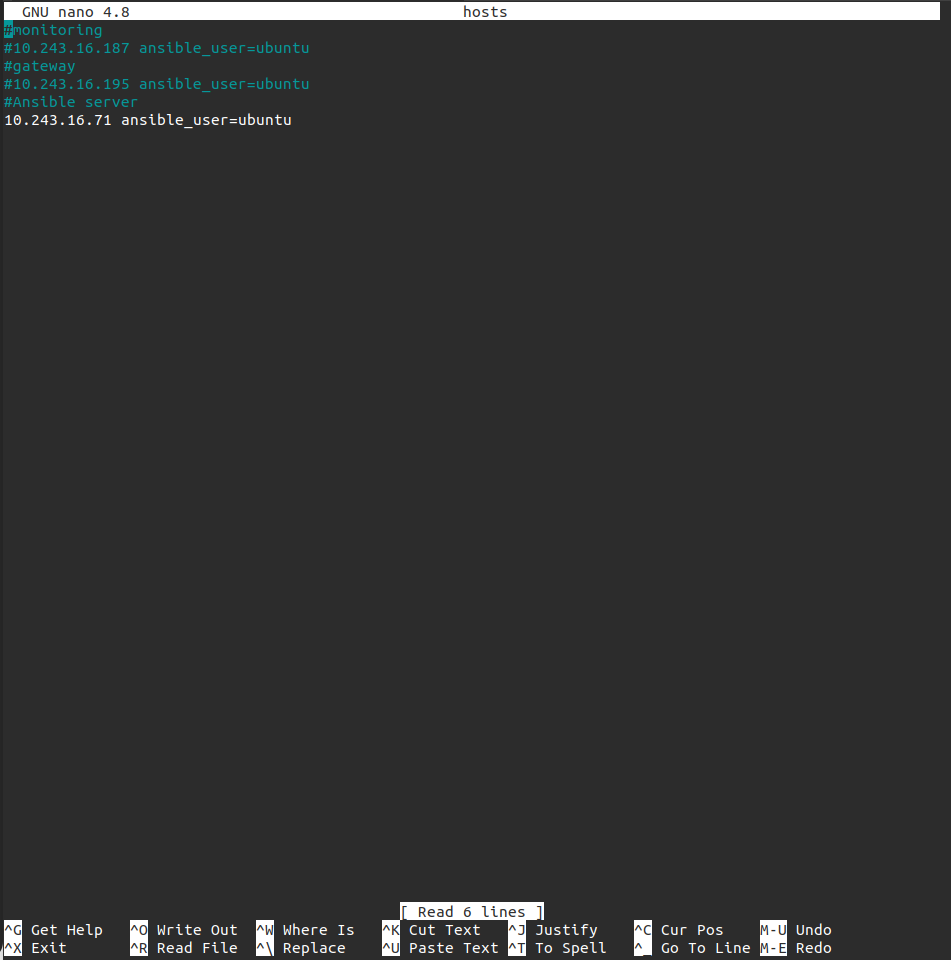 GNU nano 4.8 hosts
#monitoring
#10.243.16.187 ansible_user=ubuntu
#gateway
#10.243.16.195 ansible_user=ubuntu
#Ansible server
10.243.16.71 ansible_user=ubuntu
[ Read 6 lines ]
^G Get Help ^O Write Out ^W Where Is ^K Cut Text ^J Justify ^C Cur Pos M-U Undo
^X Exit ^R Read File ^\ Replace ^U Paste Text ^T To Spell ^_ Go To Line M-E Redo